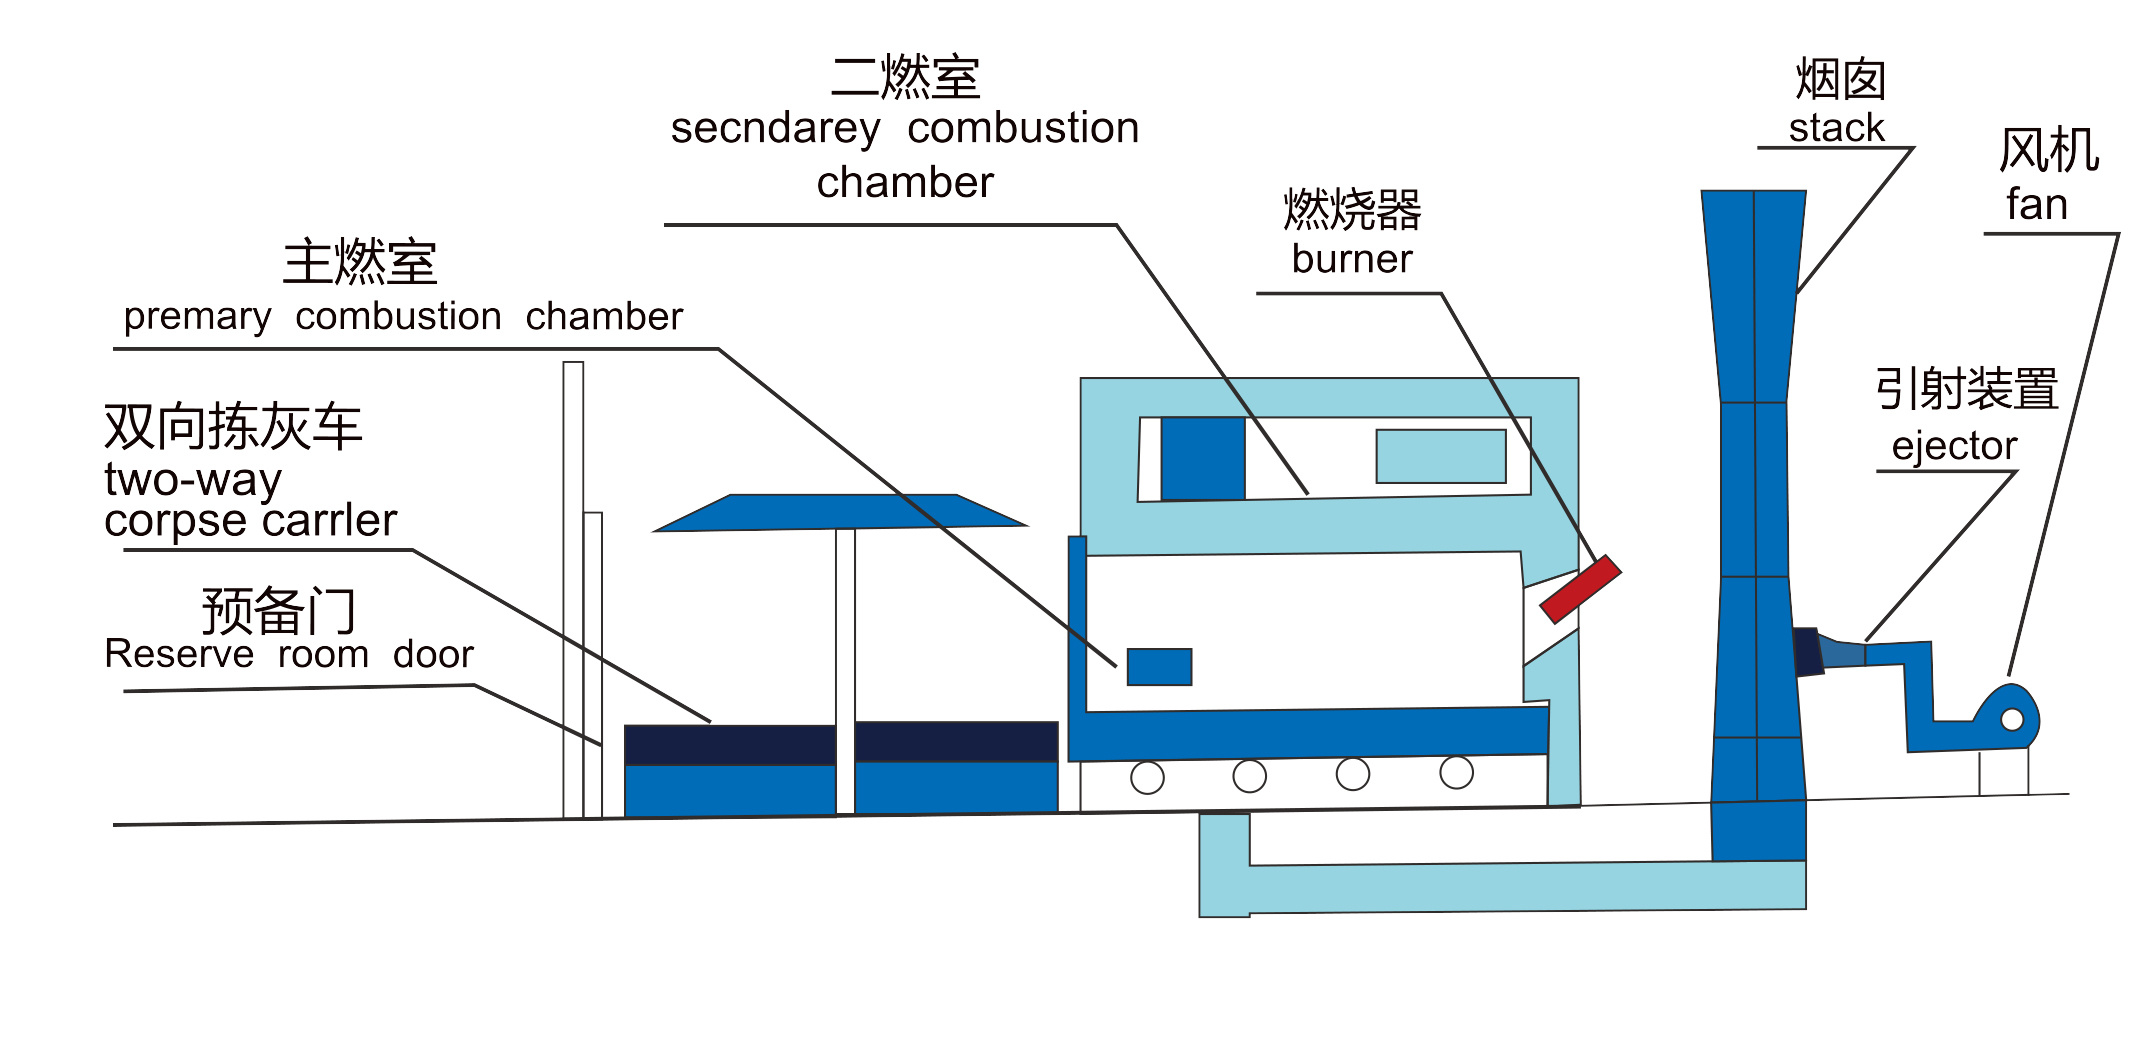 二燃室
secndarey combustion
chamber
烟囱
stack
风机
fan
燃烧器
burner
主燃室
premary combustion chamber
引射装置
ejector
双向拣灰车
two-way
corpse carrler
预备门
Reserve room door